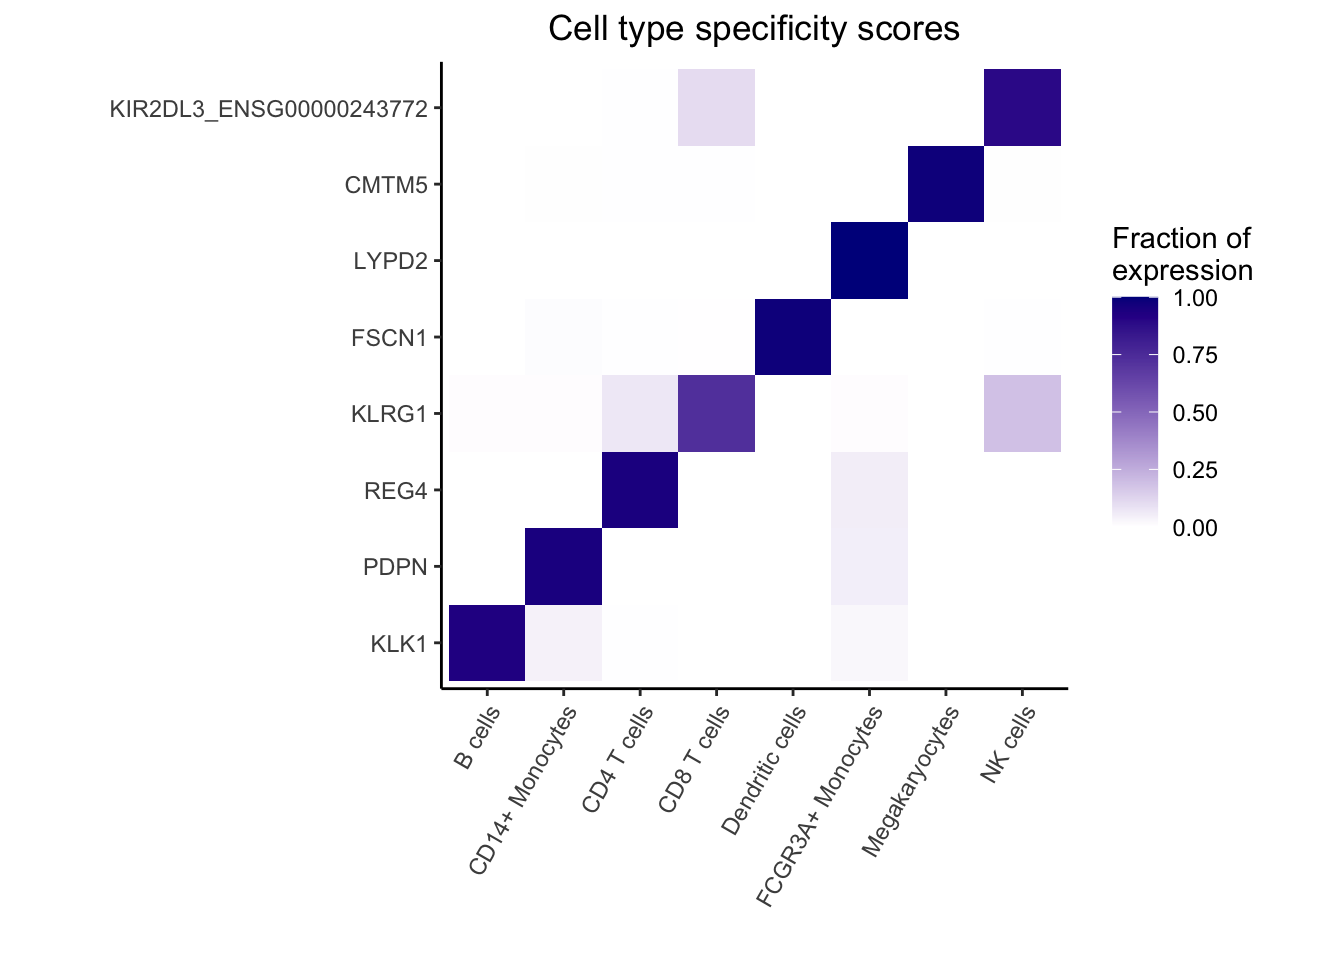 Cell type specificity scores
KIR2DL3_ENSG00000243772
CMTM5
LYPD2
FSCN1
KLRG1
REG4
PDPN
KLK1
B cells
CD14+ Monocytes
CD4 T cells
CD8 T cells
Dendritic cells
FCGR3A+ Monocytes
Megakaryocytes
NK cells
Fraction of
expression
1.00
0.75
0.50
0.25
0.00